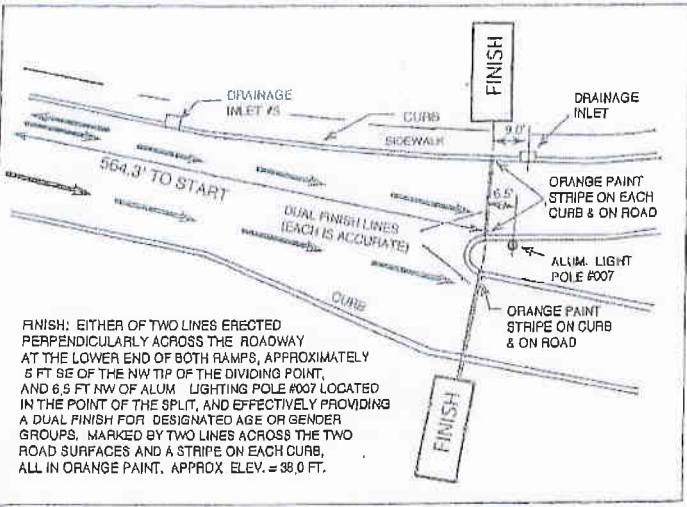 FINISH
DRAINAGE
INLET #5
CURB
SIDEWALK
9.0'
DRAINAGE
INLET
564.3' TO START
6.5'
ORANGE PAINT
STRIPE ON EACH
CURB & ON ROAD
DUAL FINISH LINES
(EACH IS ACCURATE)
ALUM. LIGHT
POLE #007
CURB
ORANGE PAINT
STRIPE ON CURB
& ON ROAD
FINISH
FINISH: EITHER OF TWO LINES ERECTED
PERPENDICULARLY ACROSS THE ROADWAY
AT THE LOWER END OF BOTH RAMPS, APPROXIMATELY
5 FT SE OF THE NW TIP OF THE DIVIDING POINT,
AND 6.5 FT NW OF ALUM LIGHTING POLE #007 LOCATED
IN THE POINT OF THE SPLIT, AND EFFECTIVELY PROVIDING
A DUAL FINISH FOR DESIGNATED AGE OR GENDER
GROUPS. MARKED BY TWO LINES ACROSS THE TWO
ROAD SURFACES AND A STRIPE ON EACH CURB,
ALL IN ORANGE PAINT. APPROX ELEV. = 38.0 FT.